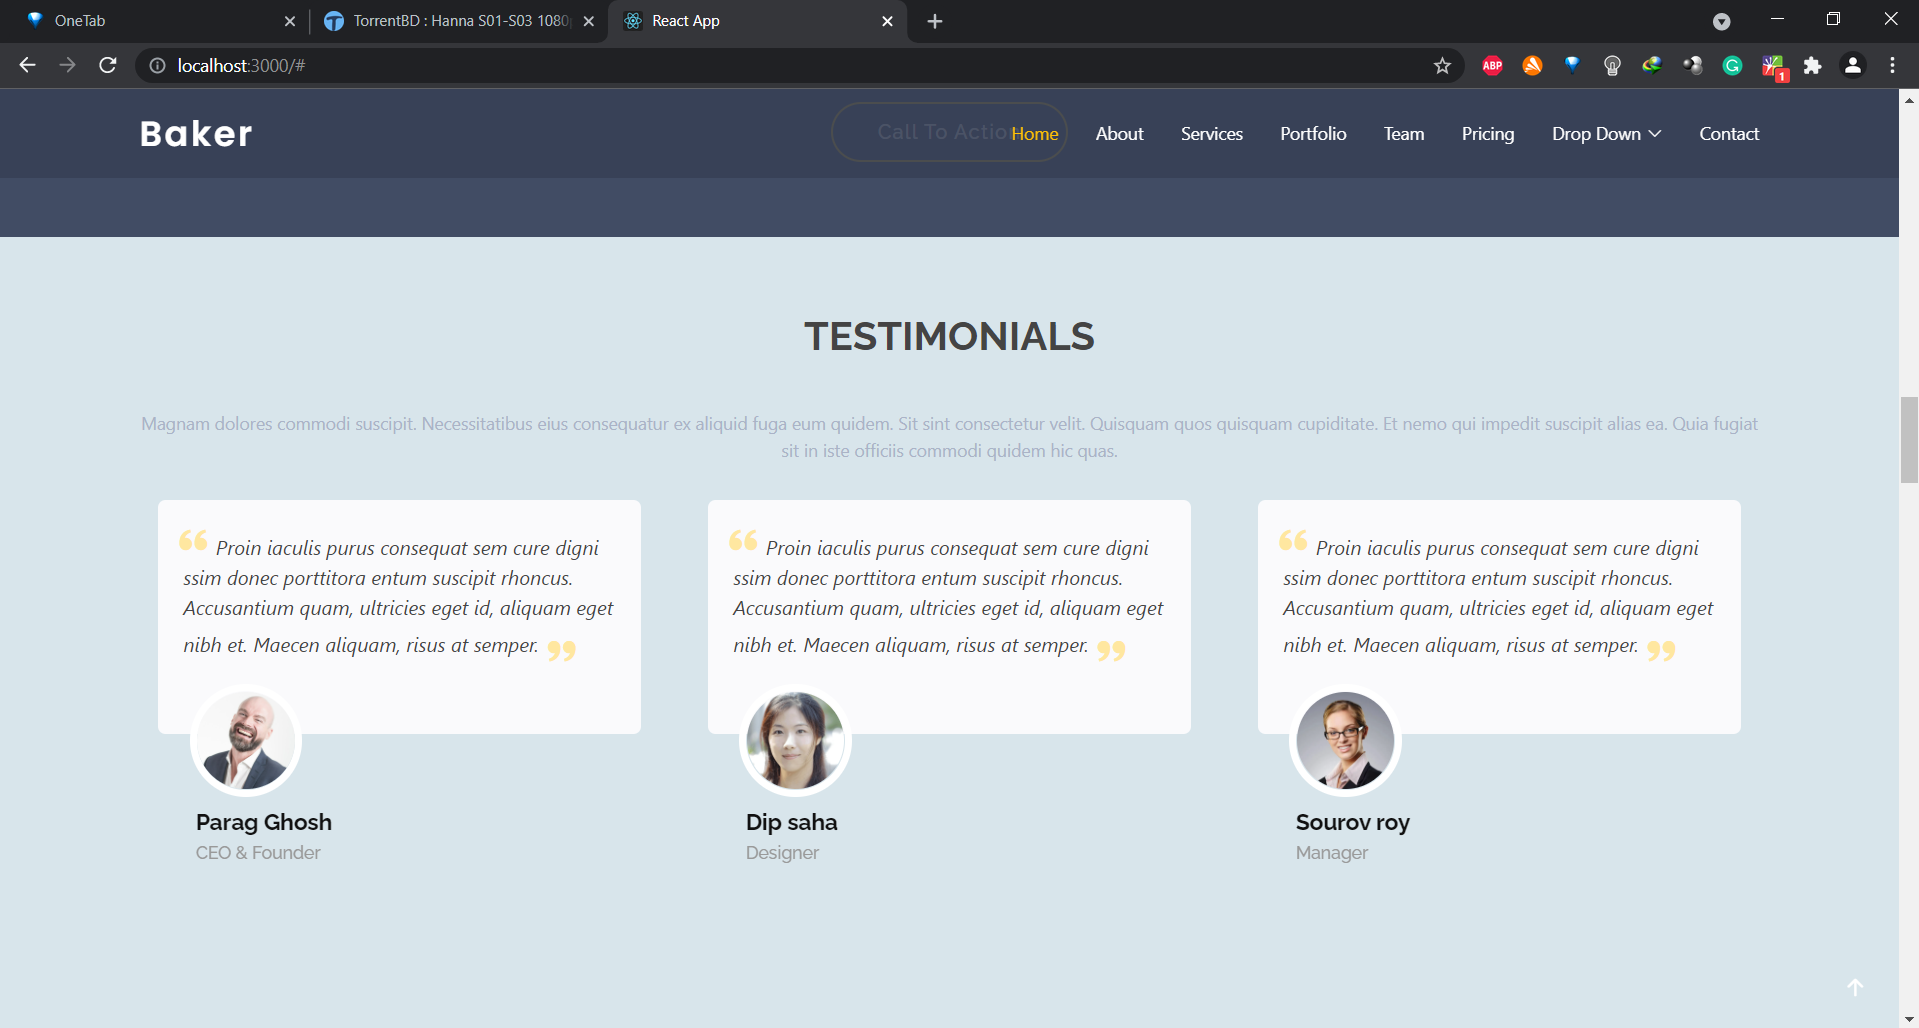 OneTab
TorrentBD : Hanna S01-S03 1080
React App
localhost:3000/#
ABP
1
Baker
Call To Action
Home
About
Services
Portfolio
Team
Pricing
Drop Down
Contact
TESTIMONIALS
Magnam dolores commodi suscipit. Necessitatibus eius consequatur ex aliquid fuga eum quidem. Sit sint consectetur velit. Quisquam quos quisquam cupiditate. Et nemo qui impedit suscipit alias ea. Quia fugiat
sit in iste officiis commodi quidem hic quas.
“ Proin iaculis purus consequat sem cure digni
ssim donec porttitora entum suscipit rhoncus.
Accusantium quam, ultricies eget id, aliquam eget
nibh et. Maecen aliquam, risus at semper. ”
Parag Ghosh
CEO & Founder
“ Proin iaculis purus consequat sem cure digni
ssim donec porttitora entum suscipit rhoncus.
Accusantium quam, ultricies eget id, aliquam eget
nibh et. Maecen aliquam, risus at semper. ”
Dip saha
Designer
“ Proin iaculis purus consequat sem cure digni
ssim donec porttitora entum suscipit rhoncus.
Accusantium quam, ultricies eget id, aliquam eget
nibh et. Maecen aliquam, risus at semper. ”
Sourov roy
Manager